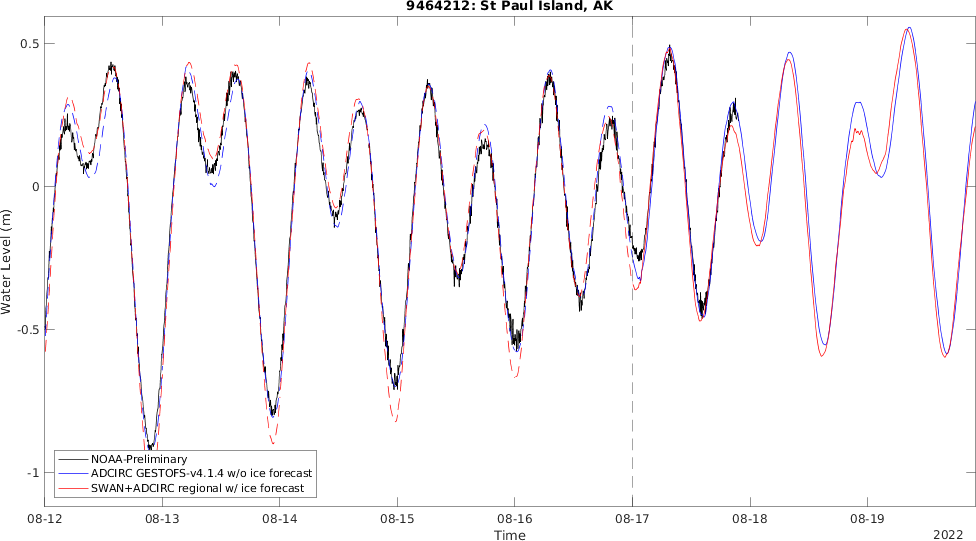 9464212: St Paul Island, AK
Water Level (m)
0.5
0
-0.5
-1
NOAA-Preliminary
ADCIRC GESTOFS-v4.1.4 w/o ice forecast
SWAN+ADCIRC regional w/ ice forecast
08-12 08-13 08-14 08-15 08-16 08-17 08-18 08-19
Time
2022